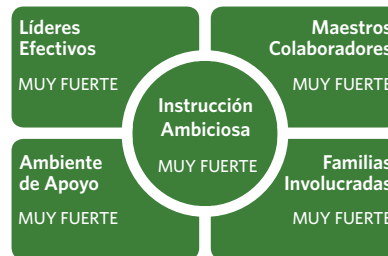 Líderes
Efectivos
MUY FUERTE
Maestros
Colaboradores
MUY FUERTE
Instrucción
Ambiciosa
MUY FUERTE
Ambiente
de Apoyo
MUY FUERTE
Familias
Involucradas
MUY FUERTE